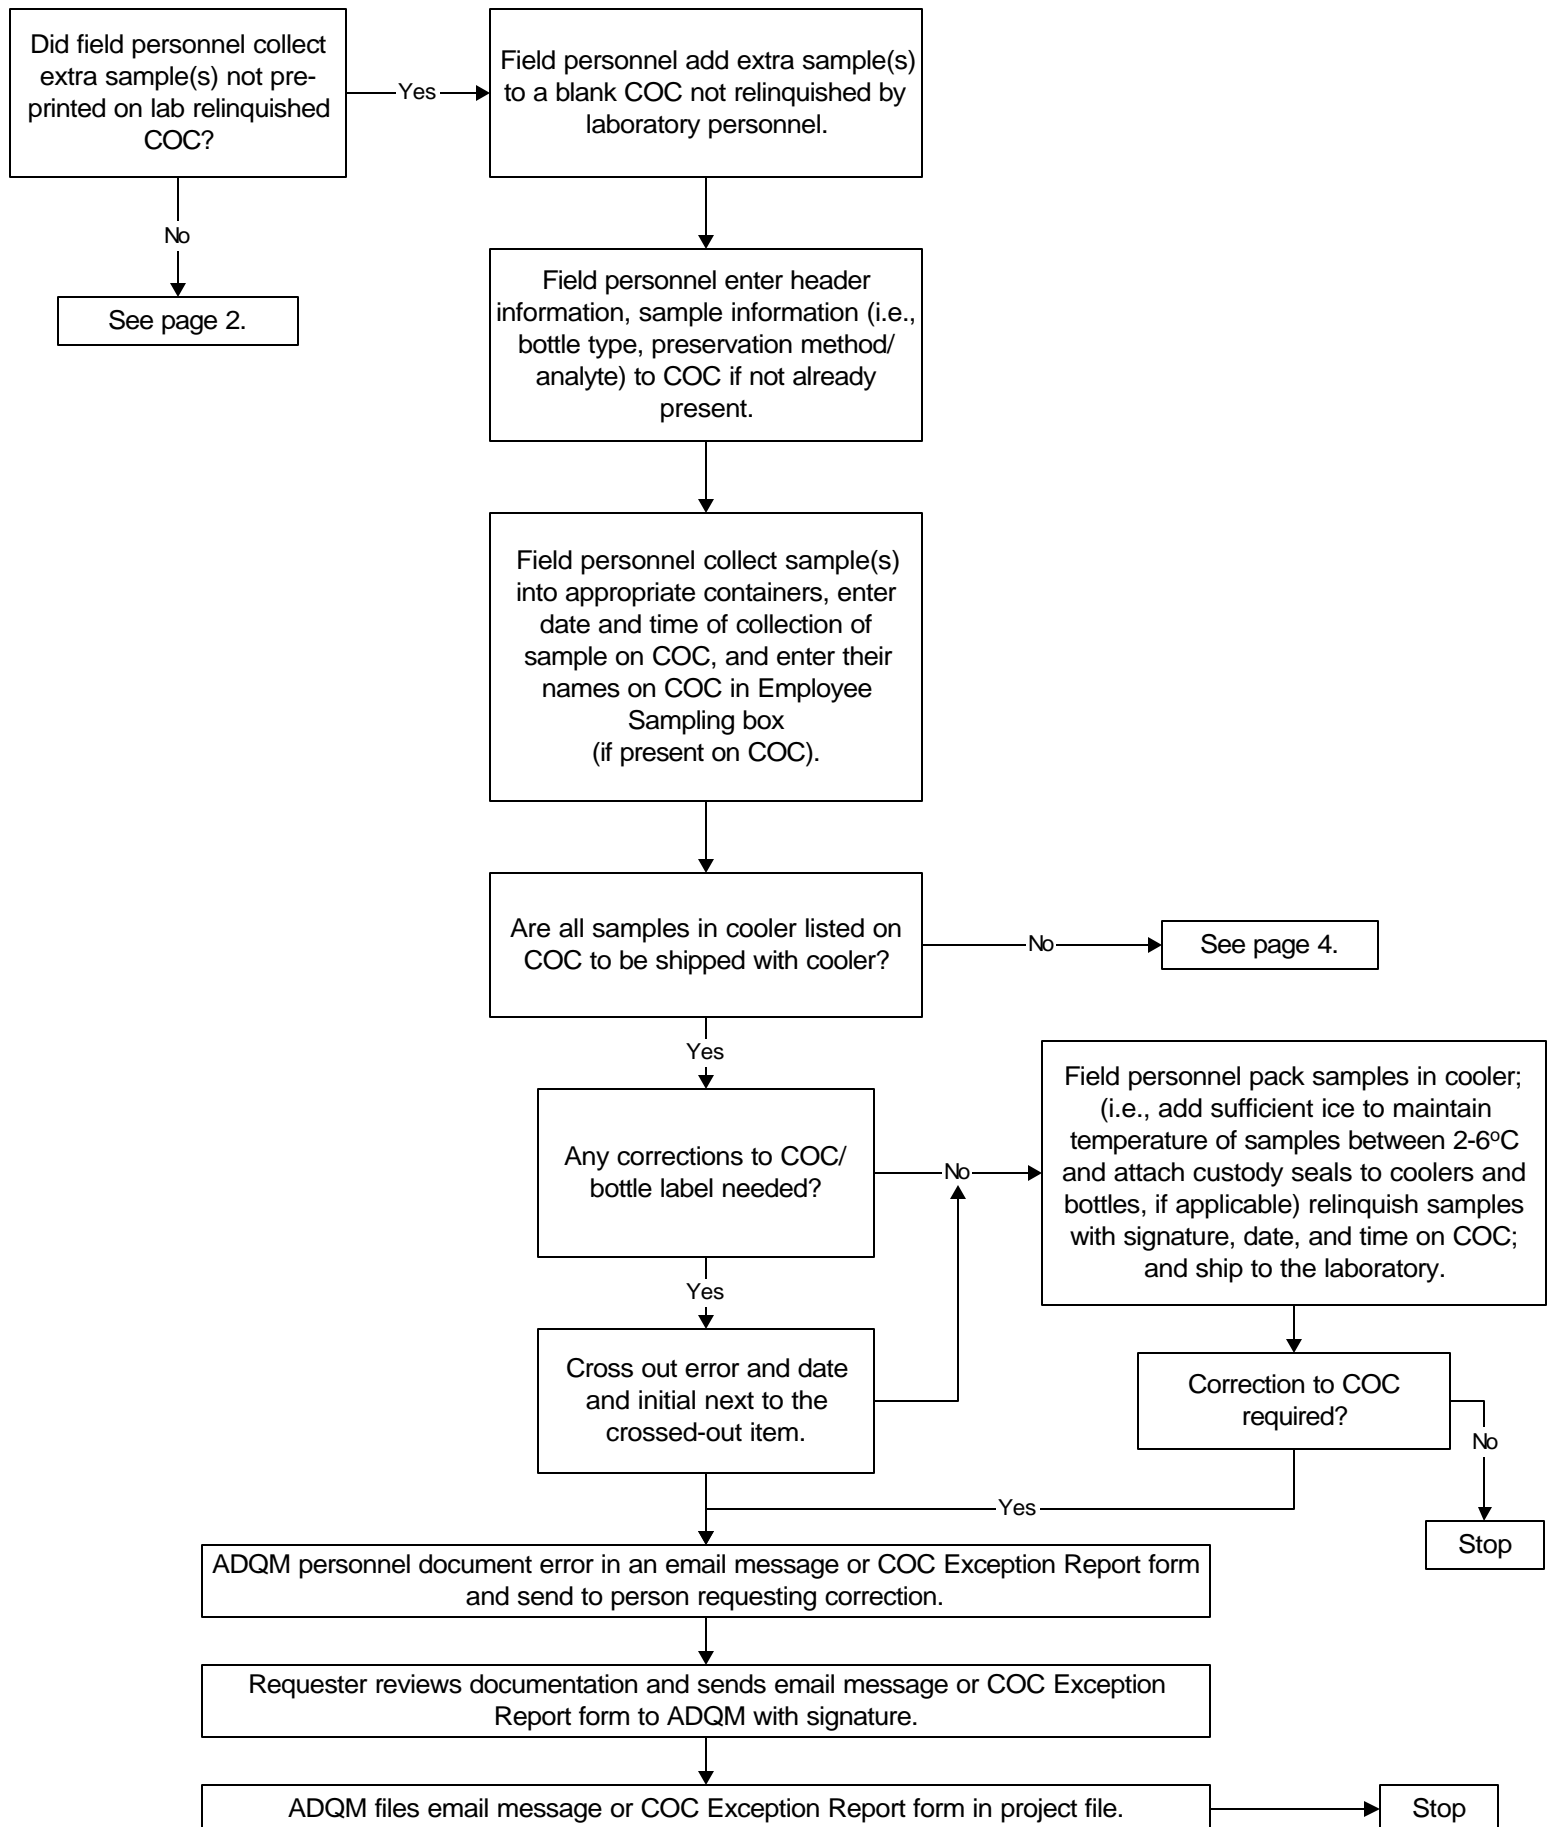 Did field personnel collect
extra sample(s) not pre-
printed on lab relinquished
COC?
Yes
Field personnel add extra sample(s)
to a blank COC not relinquished by
laboratory personnel.
No
See page 2.
Field personnel enter header
information, sample information (i.e.,
bottle type, preservation method/
analyte) to COC if not already
present.
Field personnel collect sample(s)
into appropriate containers, enter
date and time of collection of
sample on COC, and enter their
names on COC in Employee
Sampling box
(if present on COC).
Are all samples in cooler listed on
COC to be shipped with cooler?
No
See page 4.
Yes
Any corrections to COC/
bottle label needed?
No
Field personnel pack samples in cooler;
(i.e., add sufficient ice to maintain
temperature of samples between 2-6ºC
and attach custody seals to coolers and
bottles, if applicable) relinquish samples
with signature, date, and time on COC;
and ship to the laboratory.
Yes
Cross out error and date
and initial next to the
crossed-out item.
Correction to COC
required?
No
Yes
Stop
ADQM personnel document error in an email message or COC Exception Report form
and send to person requesting correction.
Requester reviews documentation and sends email message or COC Exception
Report form to ADQM with signature.
ADQM files email message or COC Exception Report form in project file.
Stop